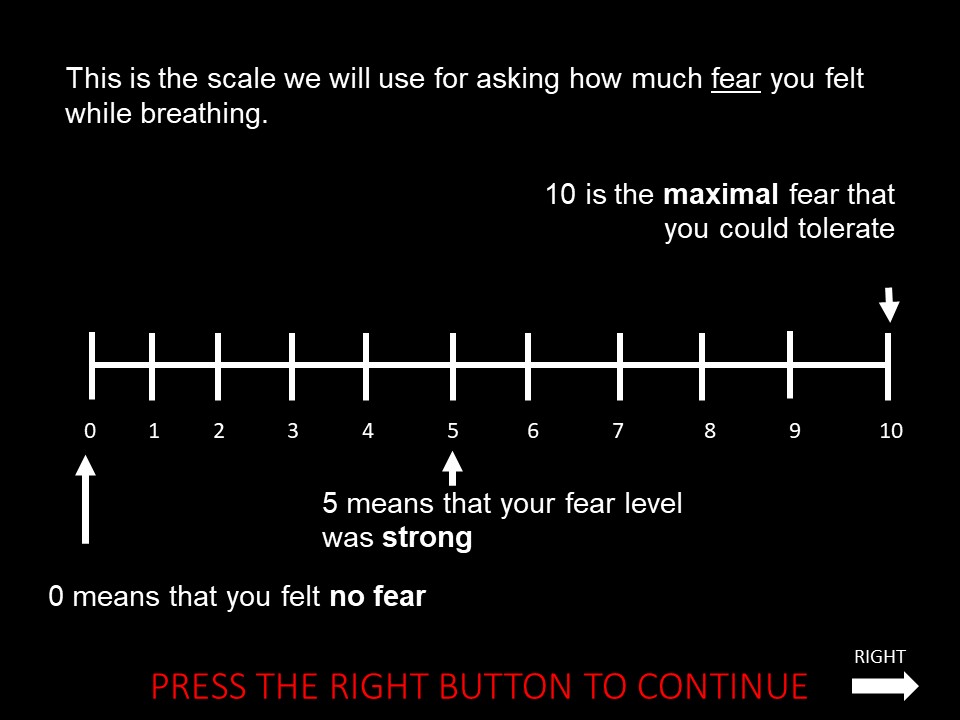 This is the scale we will use for asking how much fear you felt
while breathing.
10 is the maximal fear that
you could tolerate
0 1 2 3 4 5 6 7 8 9 10
5 means that your fear level
was strong
0 means that you felt no fear
RIGHT
PRESS THE RIGHT BUTTON TO CONTINUE